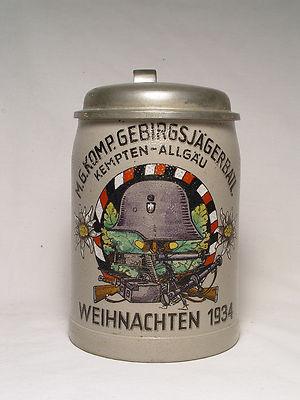 M.G.KOMP.GEBIRGSJÄGERBATL.
KEMPTEN-ALLGÄU
WEIHNACHTEN 1934